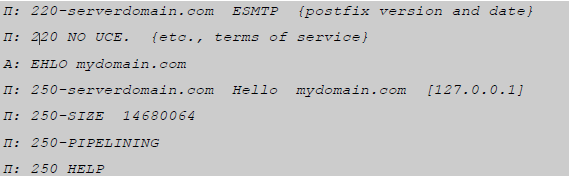 П: 220-serverdomain.com ESMTP {postfix version and date}
П: 220 NO UCE. {etc., terms of service}
А: EHLO mydomain.com
П: 250-serverdomain.com Hello mydomain.com [127.0.0.1]
П: 250-SIZE 14680064
П: 250-PIPELINING
П: 250 HELP